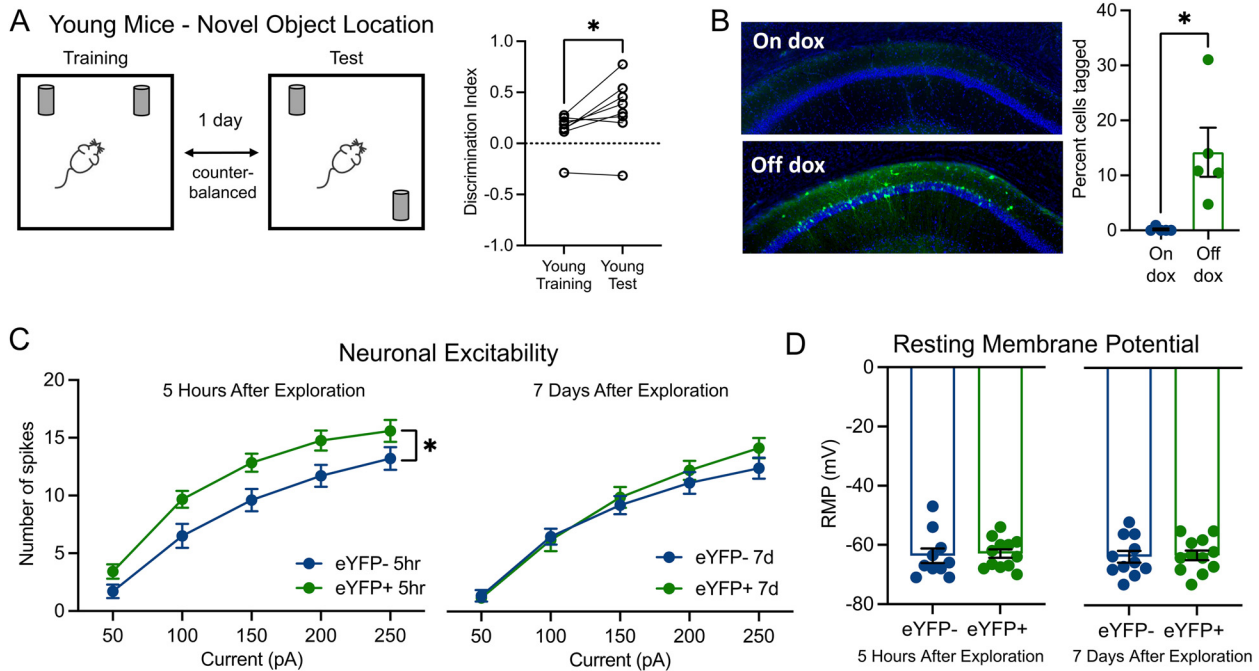 A Young Mice - Novel Object Location
Training
Test
1 day
counter-
balanced
Discrimination Index
1.0
0.5
0.0
-0.5
-1.0
*
Young
Training
Young
Test
B
On dox
Off dox
Percent cells tagged
40
30
20
10
0
*
On
dox
Off
dox
C
Neuronal Excitability
5 Hours After Exploration
7 Days After Exploration
Number of spikes
20
15
10
5
0
*
eYFP- 5hr
eYFP+ 5hr
50 100 150 200 250
Current (pA)
eYFP- 7d
eYFP+ 7d
50 100 150 200 250
Current (pA)
D
Resting Membrane Potential
RMP (mV)
0
-20
-40
-60
-80
eYFP- eYFP+
5 Hours After Exploration
eYFP- eYFP+
7 Days After Exploration